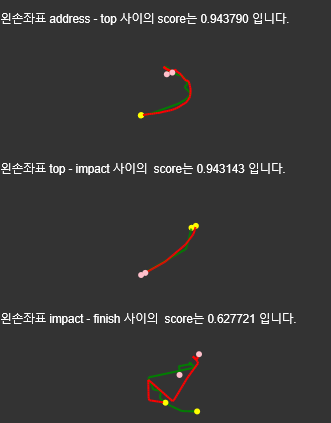 왼손좌표 address - top 사이의 score는 0.943790 입니다.
왼손좌표 top - impact 사이의  score는 0.943143 입니다.
왼손좌표 impact - finish 사이의  score는 0.627721 입니다.